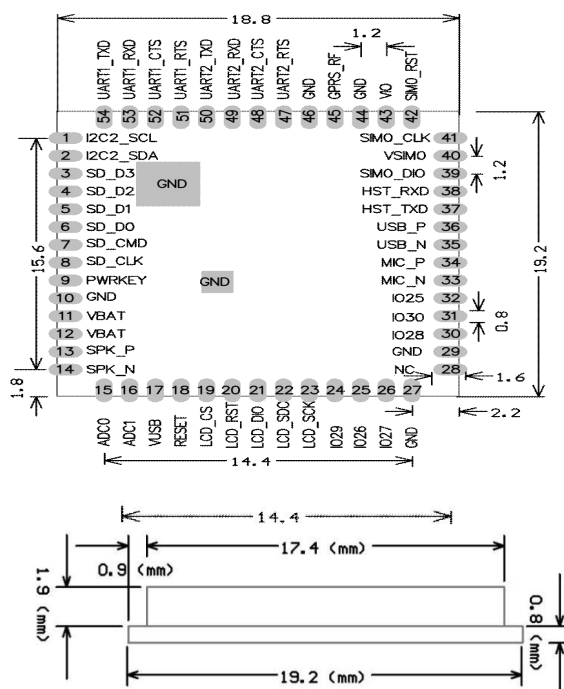 18.8
1.2
UART1_TXD
UART1_RXD
UART1_CTS
UART1_RTS
UART2_TXD
UART2_RXD
UART2_CTS
UART2_RTS
GND
GPRS_RF
GND
VIO
SIM0_RST
54 53 52 51 50 49 48 47 46 45 44 43 42
1 I2C2_SCL
2 I2C2_SDA
3 SD_D3
4 SD_D2
5 SD_D1
6 SD_D0
7 SD_CMD
8 SD_CLK
9 PWRKEY
10 GND
11 VBAT
12 VBAT
13 SPK_P
14 SPK_N
GND
GND
SIM0_CLK 41
VSIM0 40
SIM0_DIO 39
HST_RXD 38
HST_TXD 37
USB_P 36
USB_N 35
MIC_P 34
MIC_N 33
IO25 32
IO30 31
IO28 30
GND 29
NC 28
15.6
1.8
1.2
19.2
0.8
1.6
2.2
15 16 17 18 19 20 21 22 23 24 25 26 27
ADC0
ADC1
VUSB
RESET
LCD_CS
LCD_RST
LCD_DIO
LCD_SDC
LCD_SCK
IO29
IO26
IO27
GND
14.4
14.4
17.4 (mm)
0.9 (mm)
1.9 (mm)
0.8 (mm)
19.2 (mm)